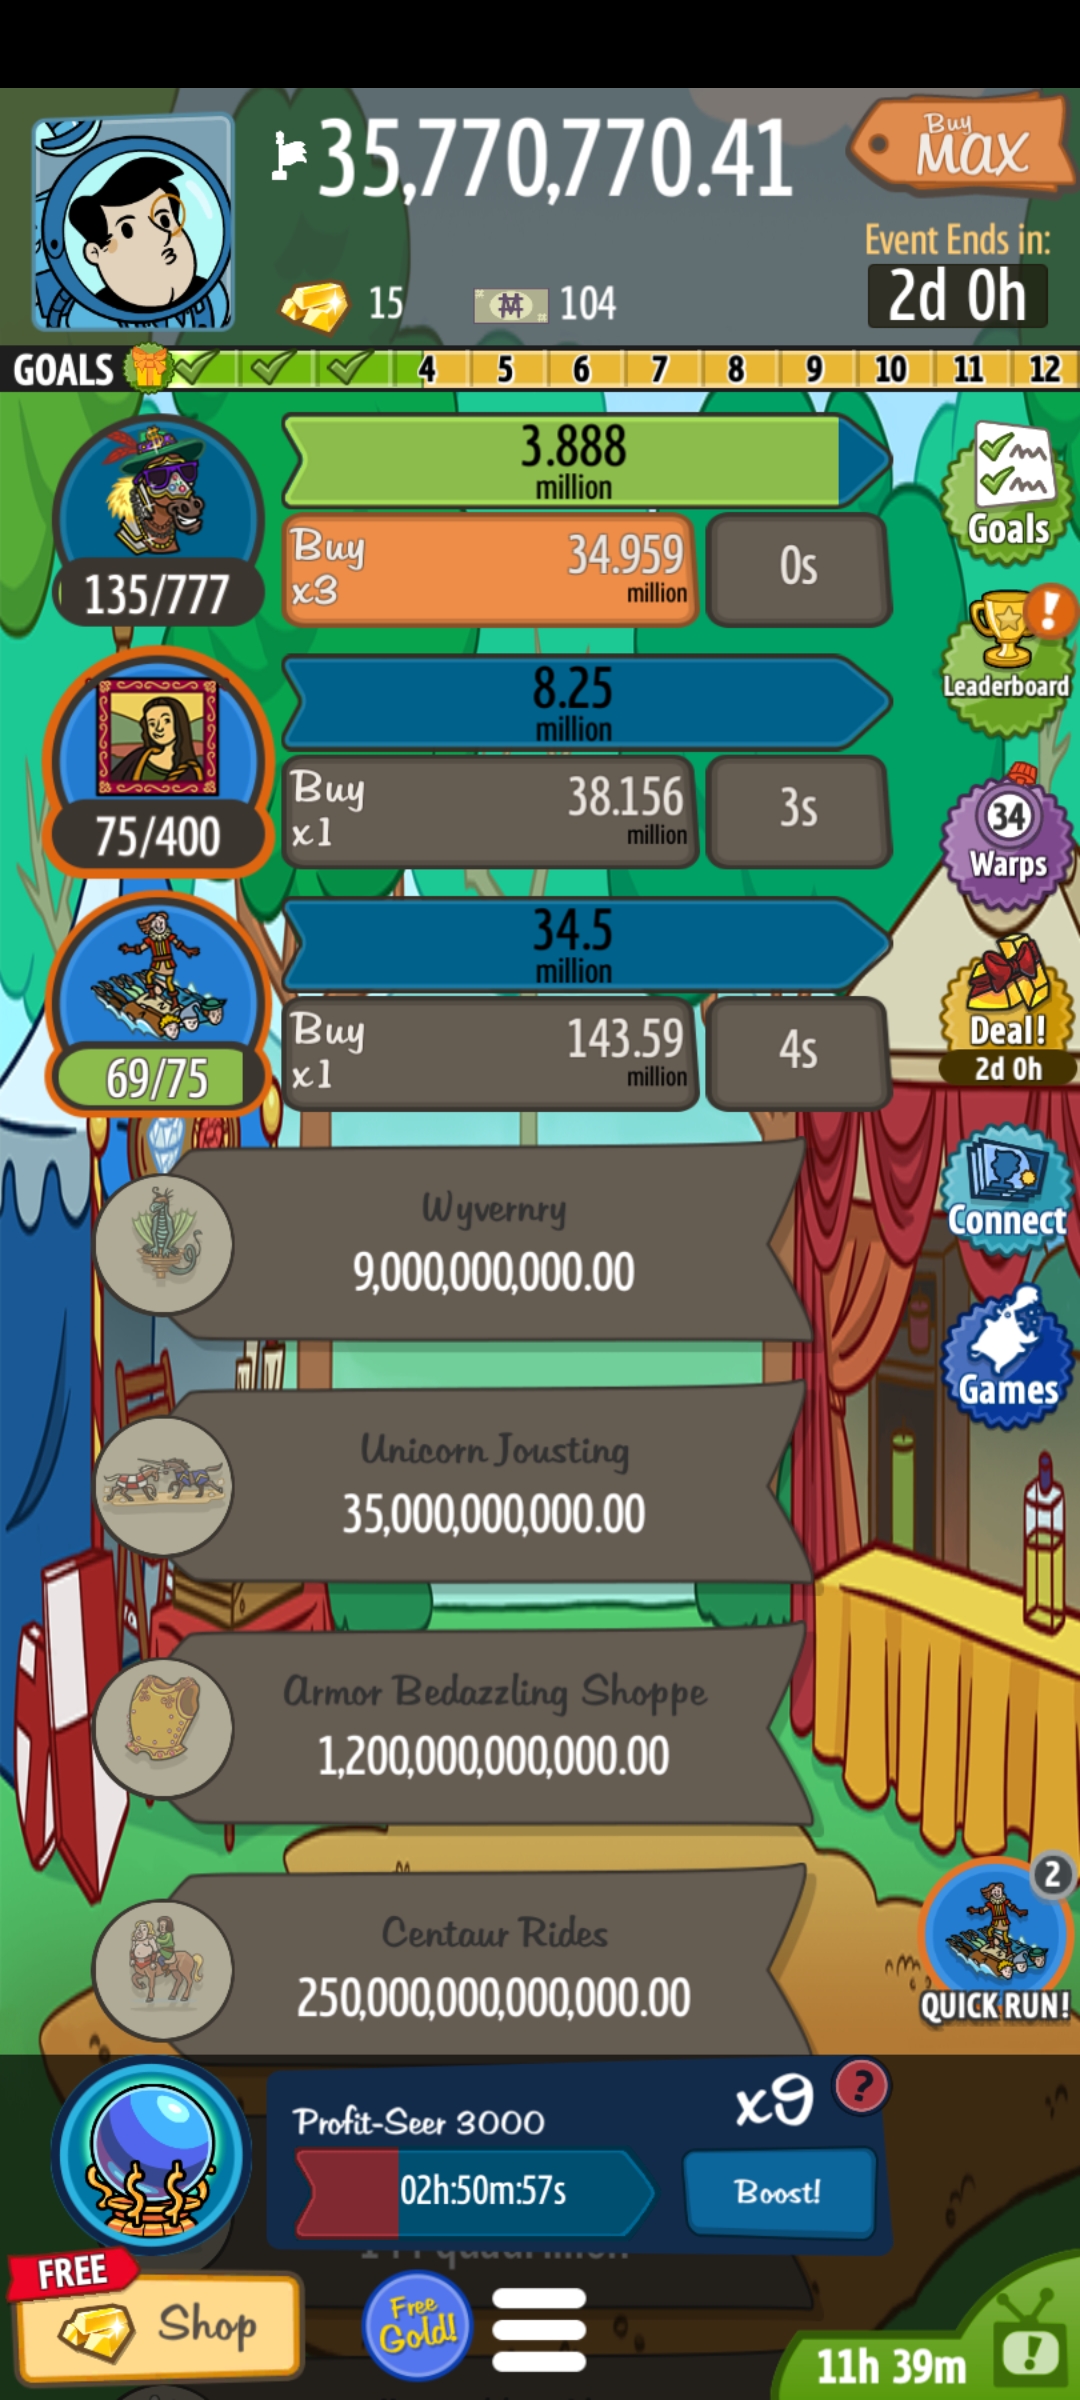 35,770,770.41
Buy
MAX
Event Ends in:
2d 0h
15
104
GOALS
4
5
6
7
8
9
10
11
12
3.888
million
135/777
Buy
x3
34.959
million
0s
Goals
8.25
million
75/400
Buy
x1
38.156
million
3s
Leaderboard
34
Warps
34.5
million
69/75
Buy
x1
143.59
million
4s
Deal!
2d 0h
Wyvernry
9,000,000,000.00
Connect
Unicorn Jousting
35,000,000,000.00
Games
Armor Bedazzling Shoppe
1,200,000,000,000.00
Centaur Rides
250,000,000,000,000.00
2
QUICK RUN!
Profit-Seer 3000
x9
?
02h:50m:57s
Boost!
FREE
Shop
Free
Gold!
11h 39m